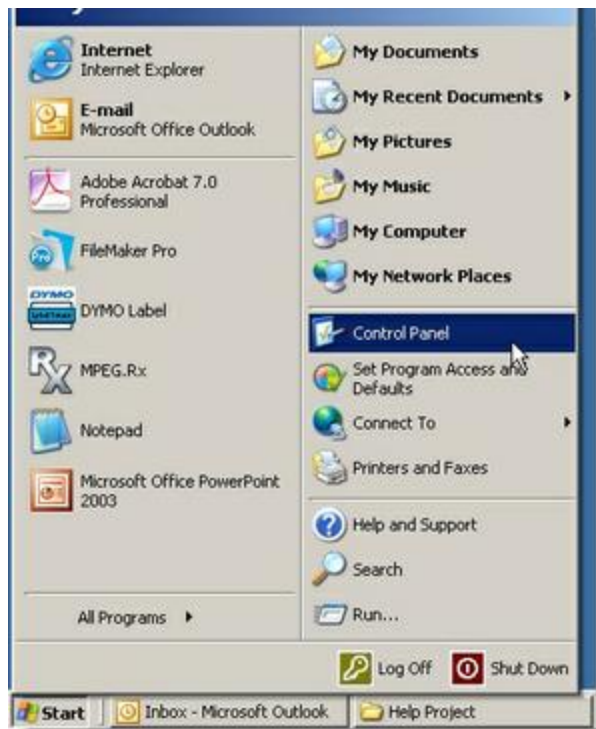 Internet
Internet Explorer
E-mail
Microsoft Office Outlook
Adobe Acrobat 7.0
Professional
FileMaker Pro
Pro
DYMO
DYMO Label
MPEG.Rx
Notepad
Microsoft Office PowerPoint
2003
All Programs
My Documents
My Recent Documents
My Pictures
My Music
My Computer
My Network Places
Control Panel
Set Program Access and
Defaults
Connect To
Printers and Faxes
Help and Support
Search
Run...
Log Off
Shut Down
Start
Inbox - Microsoft Outlook
Help Project